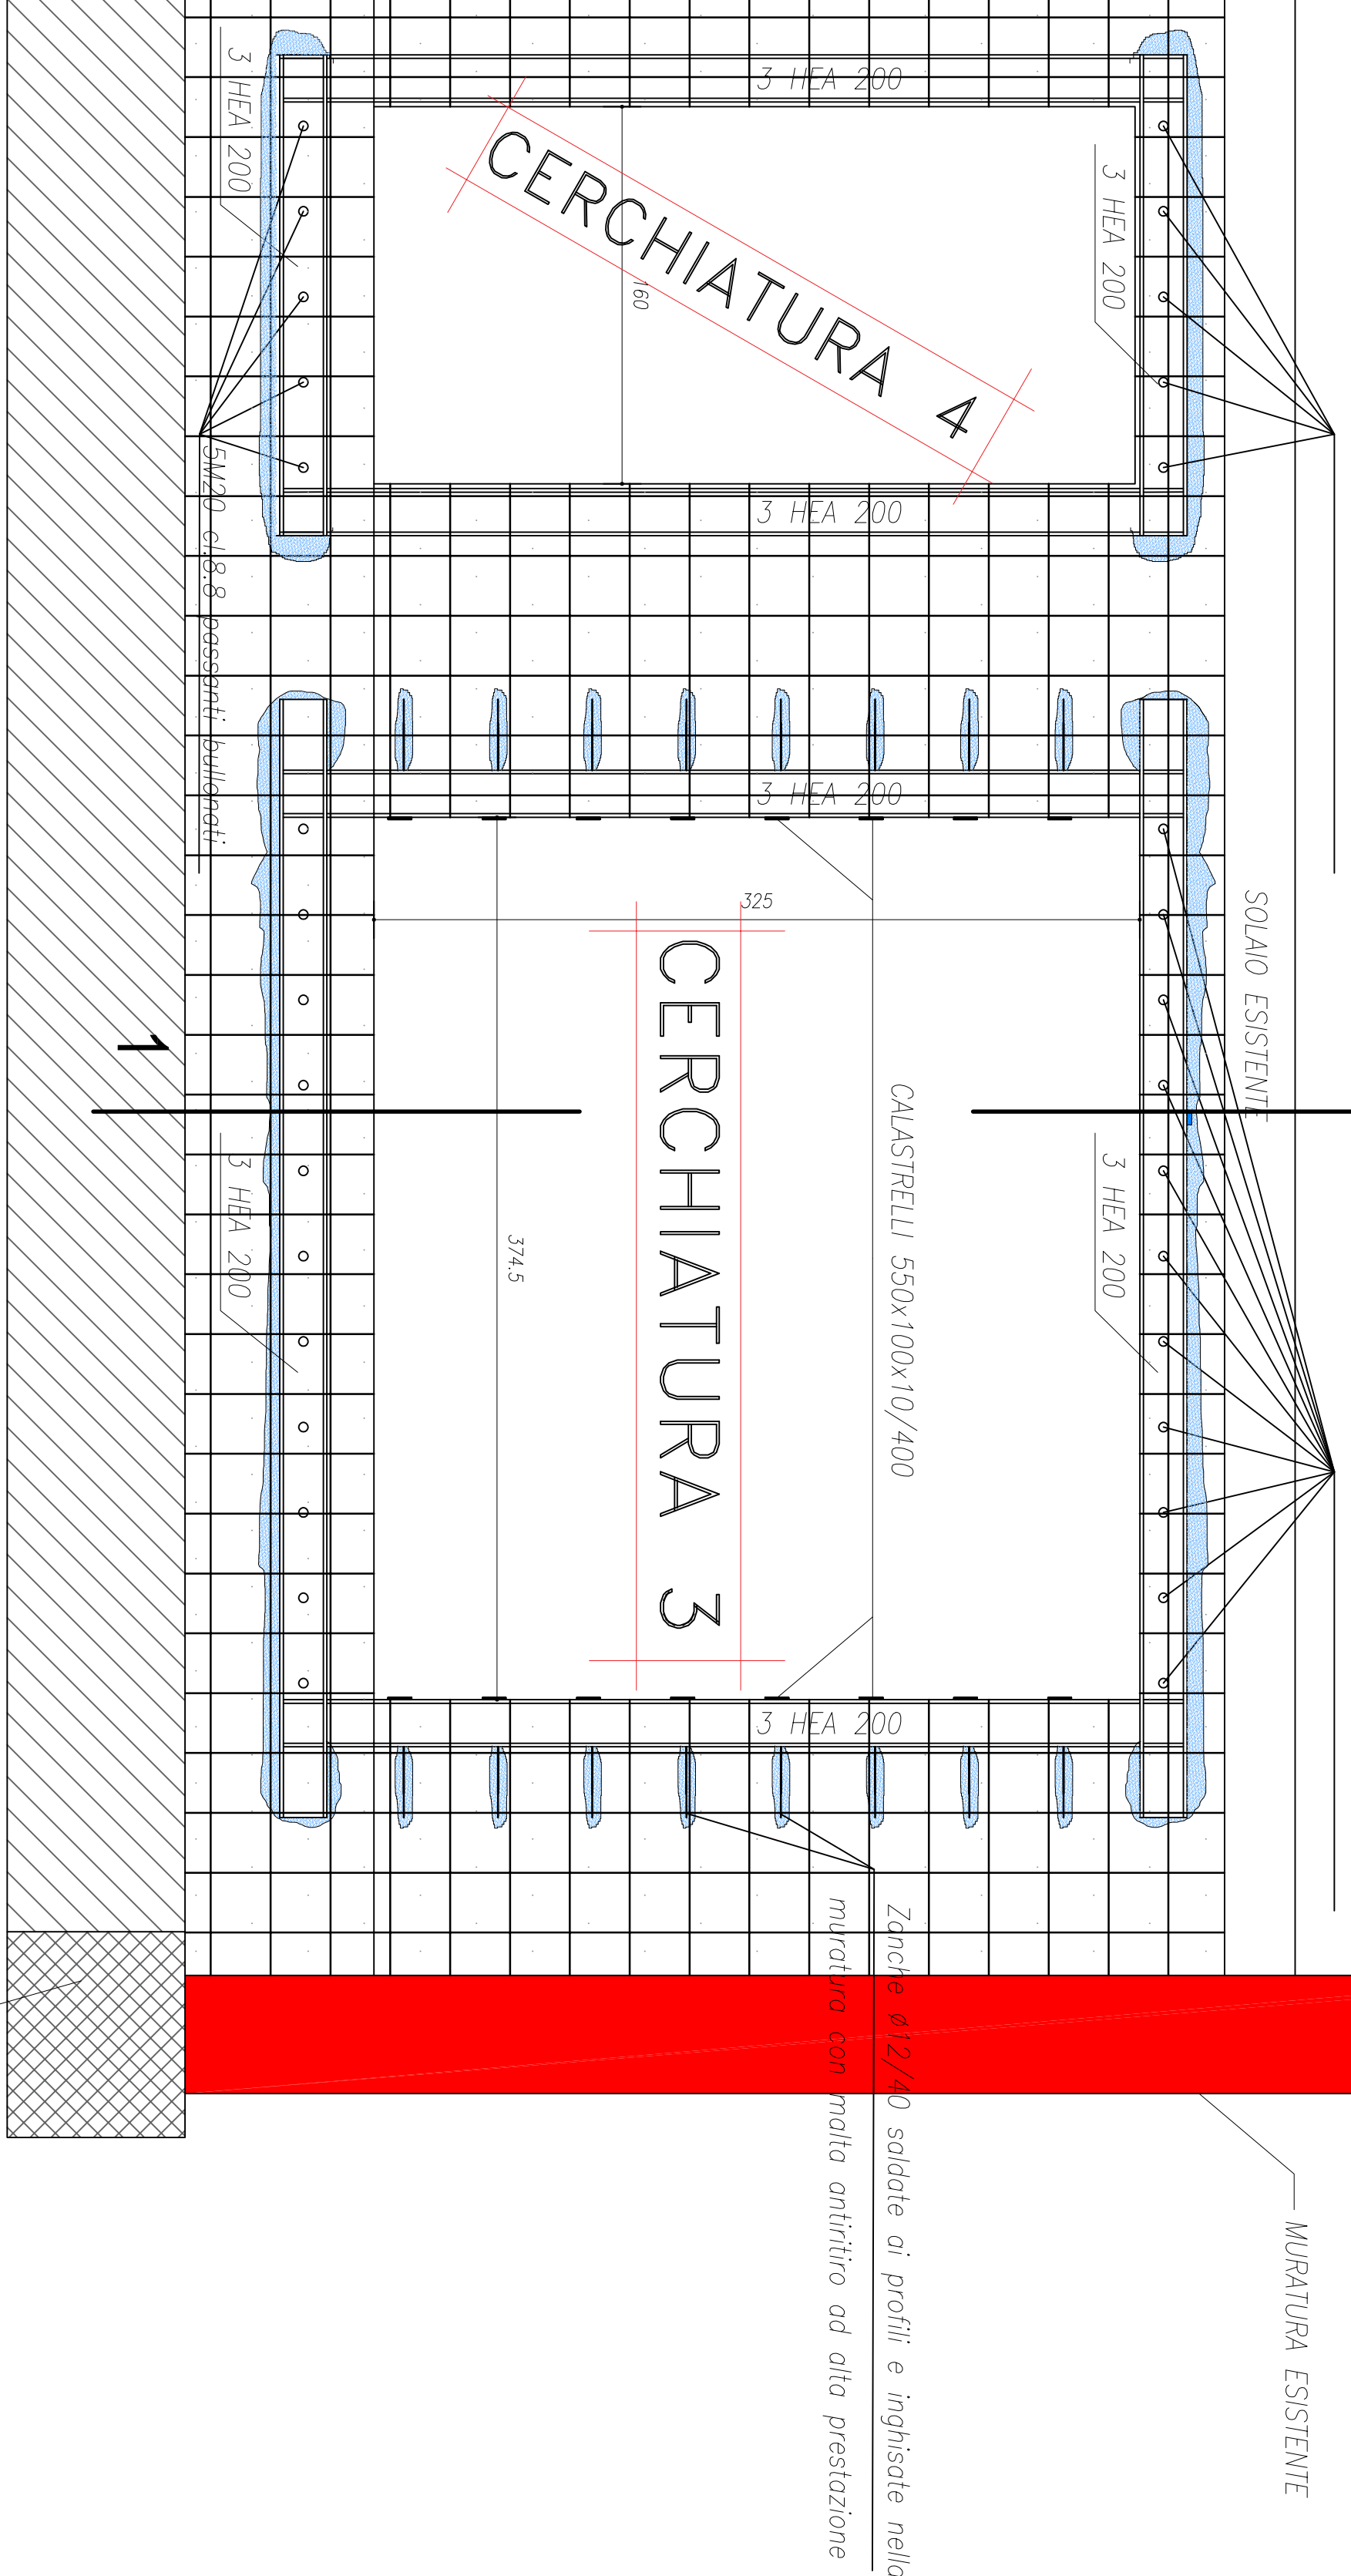 SOLAIO ESISTENTE
MURATURA ESISTENTE
3 HEA 200
3 HEA 200
3 HEA 200
3 HEA 200
3 HEA 200
3 HEA 200
3 HEA 200
3 HEA 200
CERCHIATURA 4
160
325
CALASTRELLI 550x100x10/400
CERCHIATURA 3
374.5
Zanche ø12/40 saldate ai profili e inghisate nella
muratura con malta antiritiro ad alta prestazione
5M20 cl.8.8 passanti bullonati
1